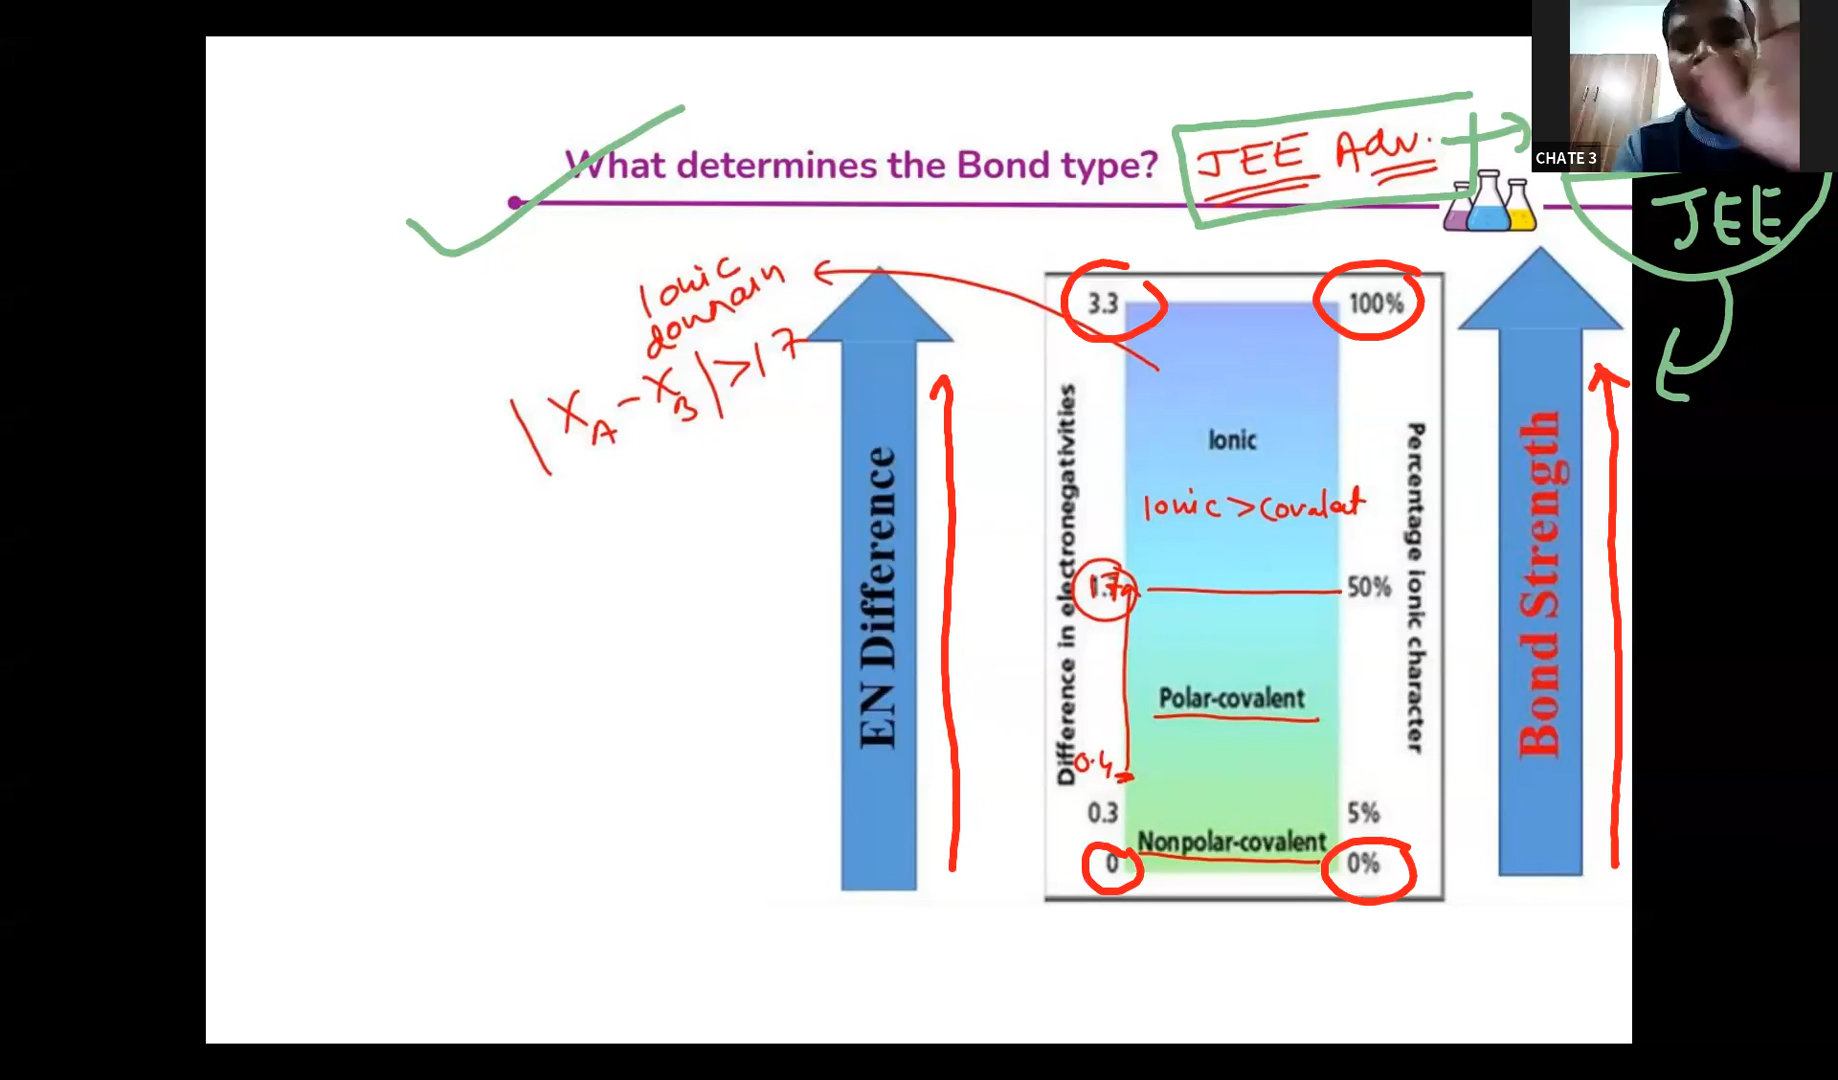 CHATE 3
What determines the Bond type?
JEE Adv.
JEE
Ionic
domain
|X_A - X_B| > 1.7
EN Difference
Difference in electronegativities
3.3
100%
Ionic
Ionic > Covalent
1.7
50%
Polar-covalent
0.4
0.3
5%
Nonpolar-covalent
0
0%
Percentage ionic character
Bond Strength